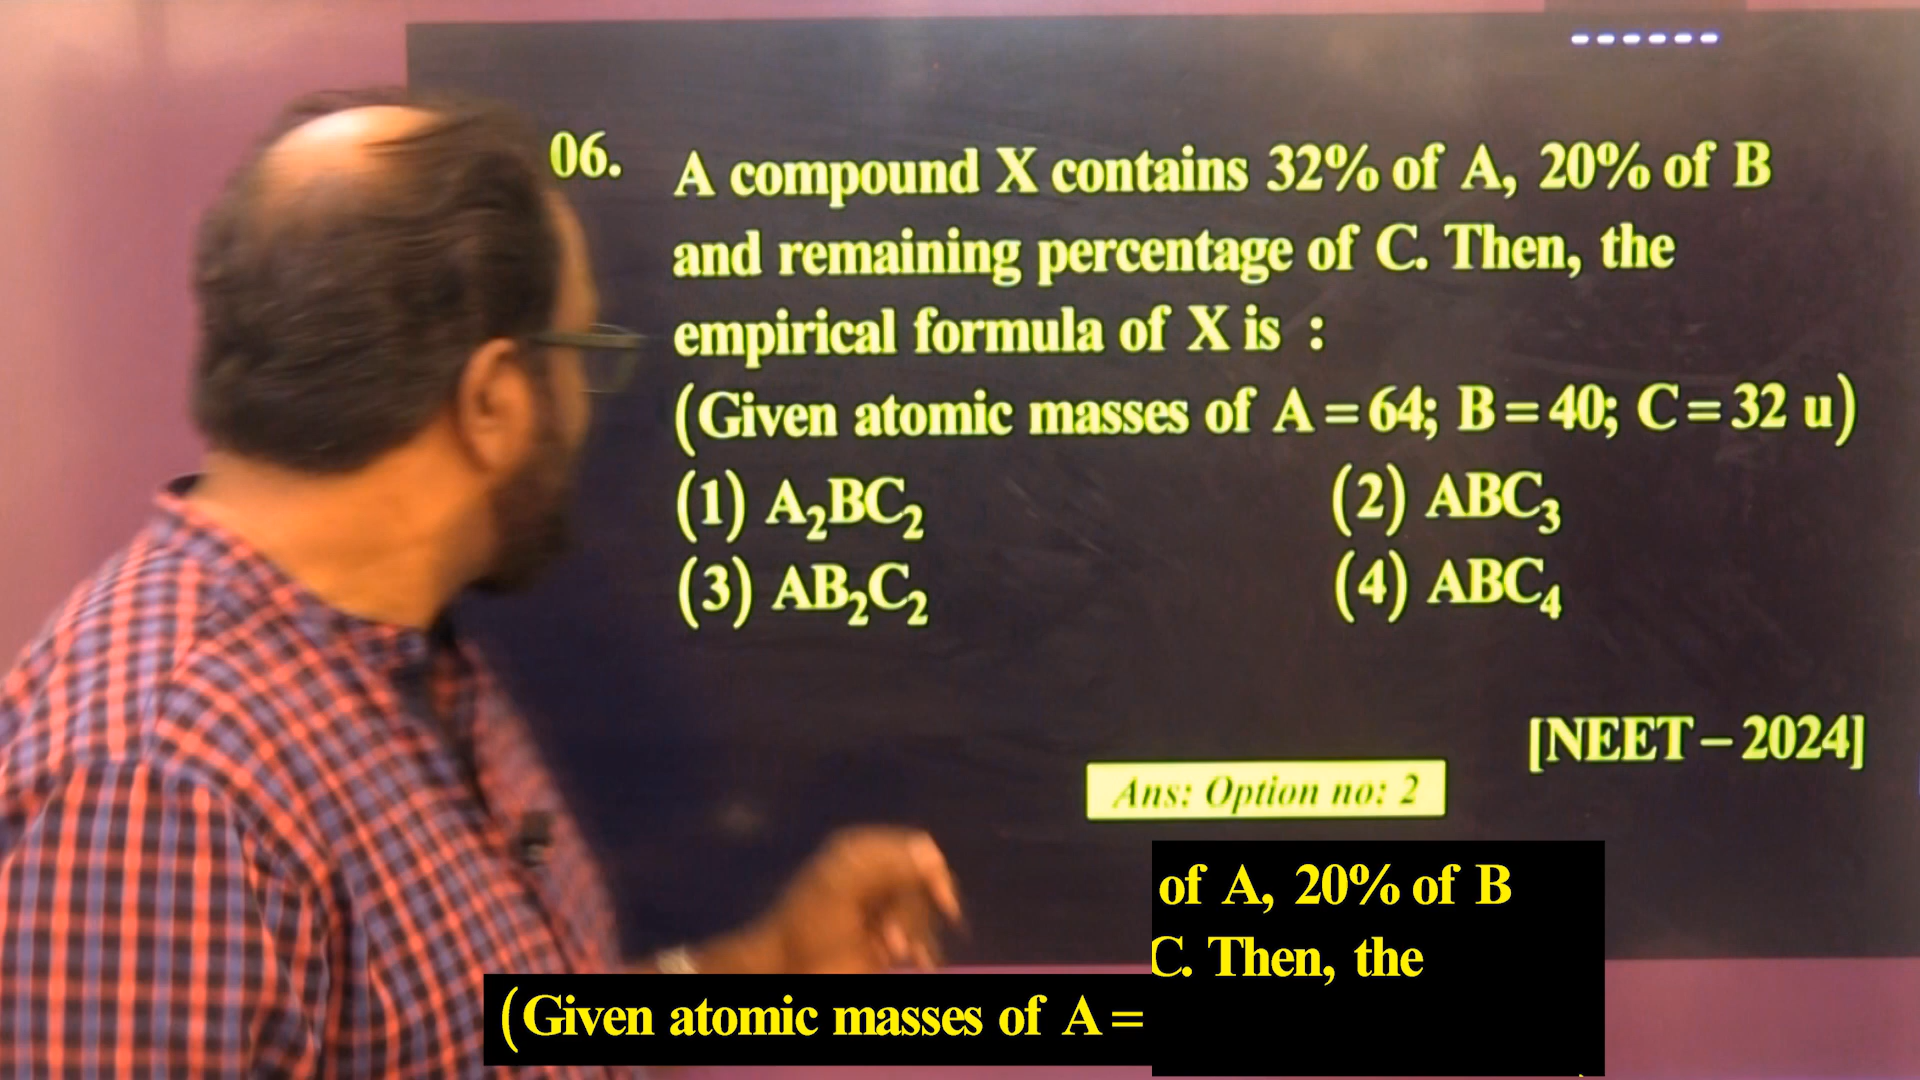 06. A compound X contains 32% of A, 20% of B
and remaining percentage of C. Then, the
empirical formula of X is :
(Given atomic masses of A = 64; B = 40; C = 32 u)
(1) A₂BC₂ (2) ABC₃
(3) AB₂C₂ (4) ABC₄
[NEET – 2024]
Ans: Option no: 2
of A, 20% of B
C. Then, the
(Given atomic masses of A =